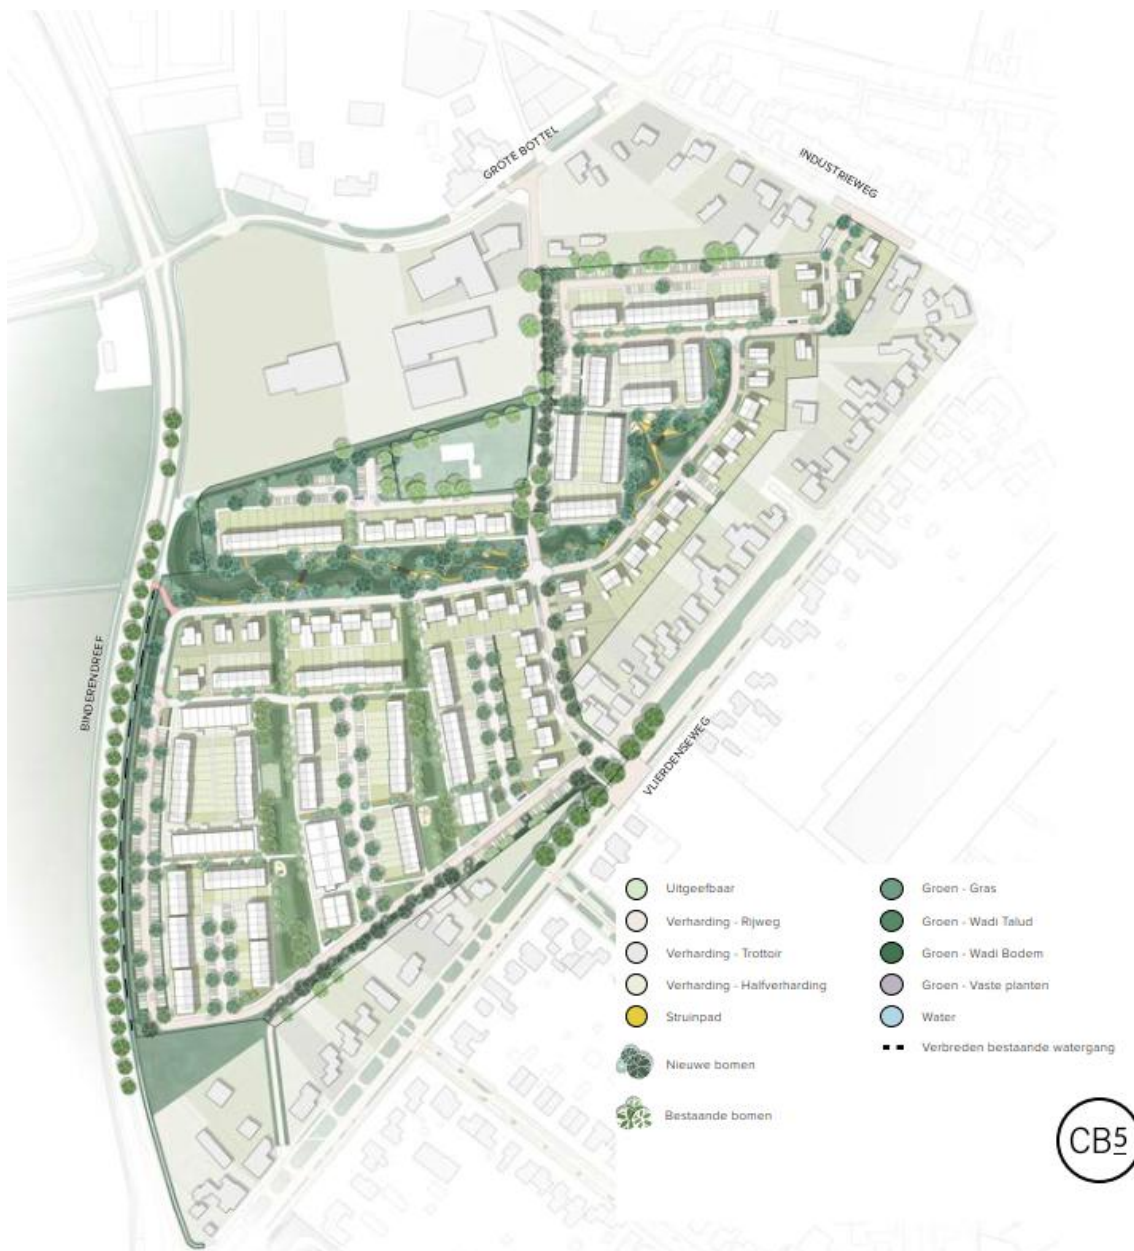 GROTE BOTTEL
INDUSTRIEWEG
BINDERENDREEF
VLIERDENSEWEG
Uitgeefbaar
Verharding - Rijweg
Verharding - Trottoir
Verharding - Halfverharding
Struinpad
Nieuwe bomen
Bestaande bomen
Groen - Gras
Groen - Wadi Talud
Groen - Wadi Bodem
Groen - Vaste planten
Water
Verbreden bestaande watergang
CB5